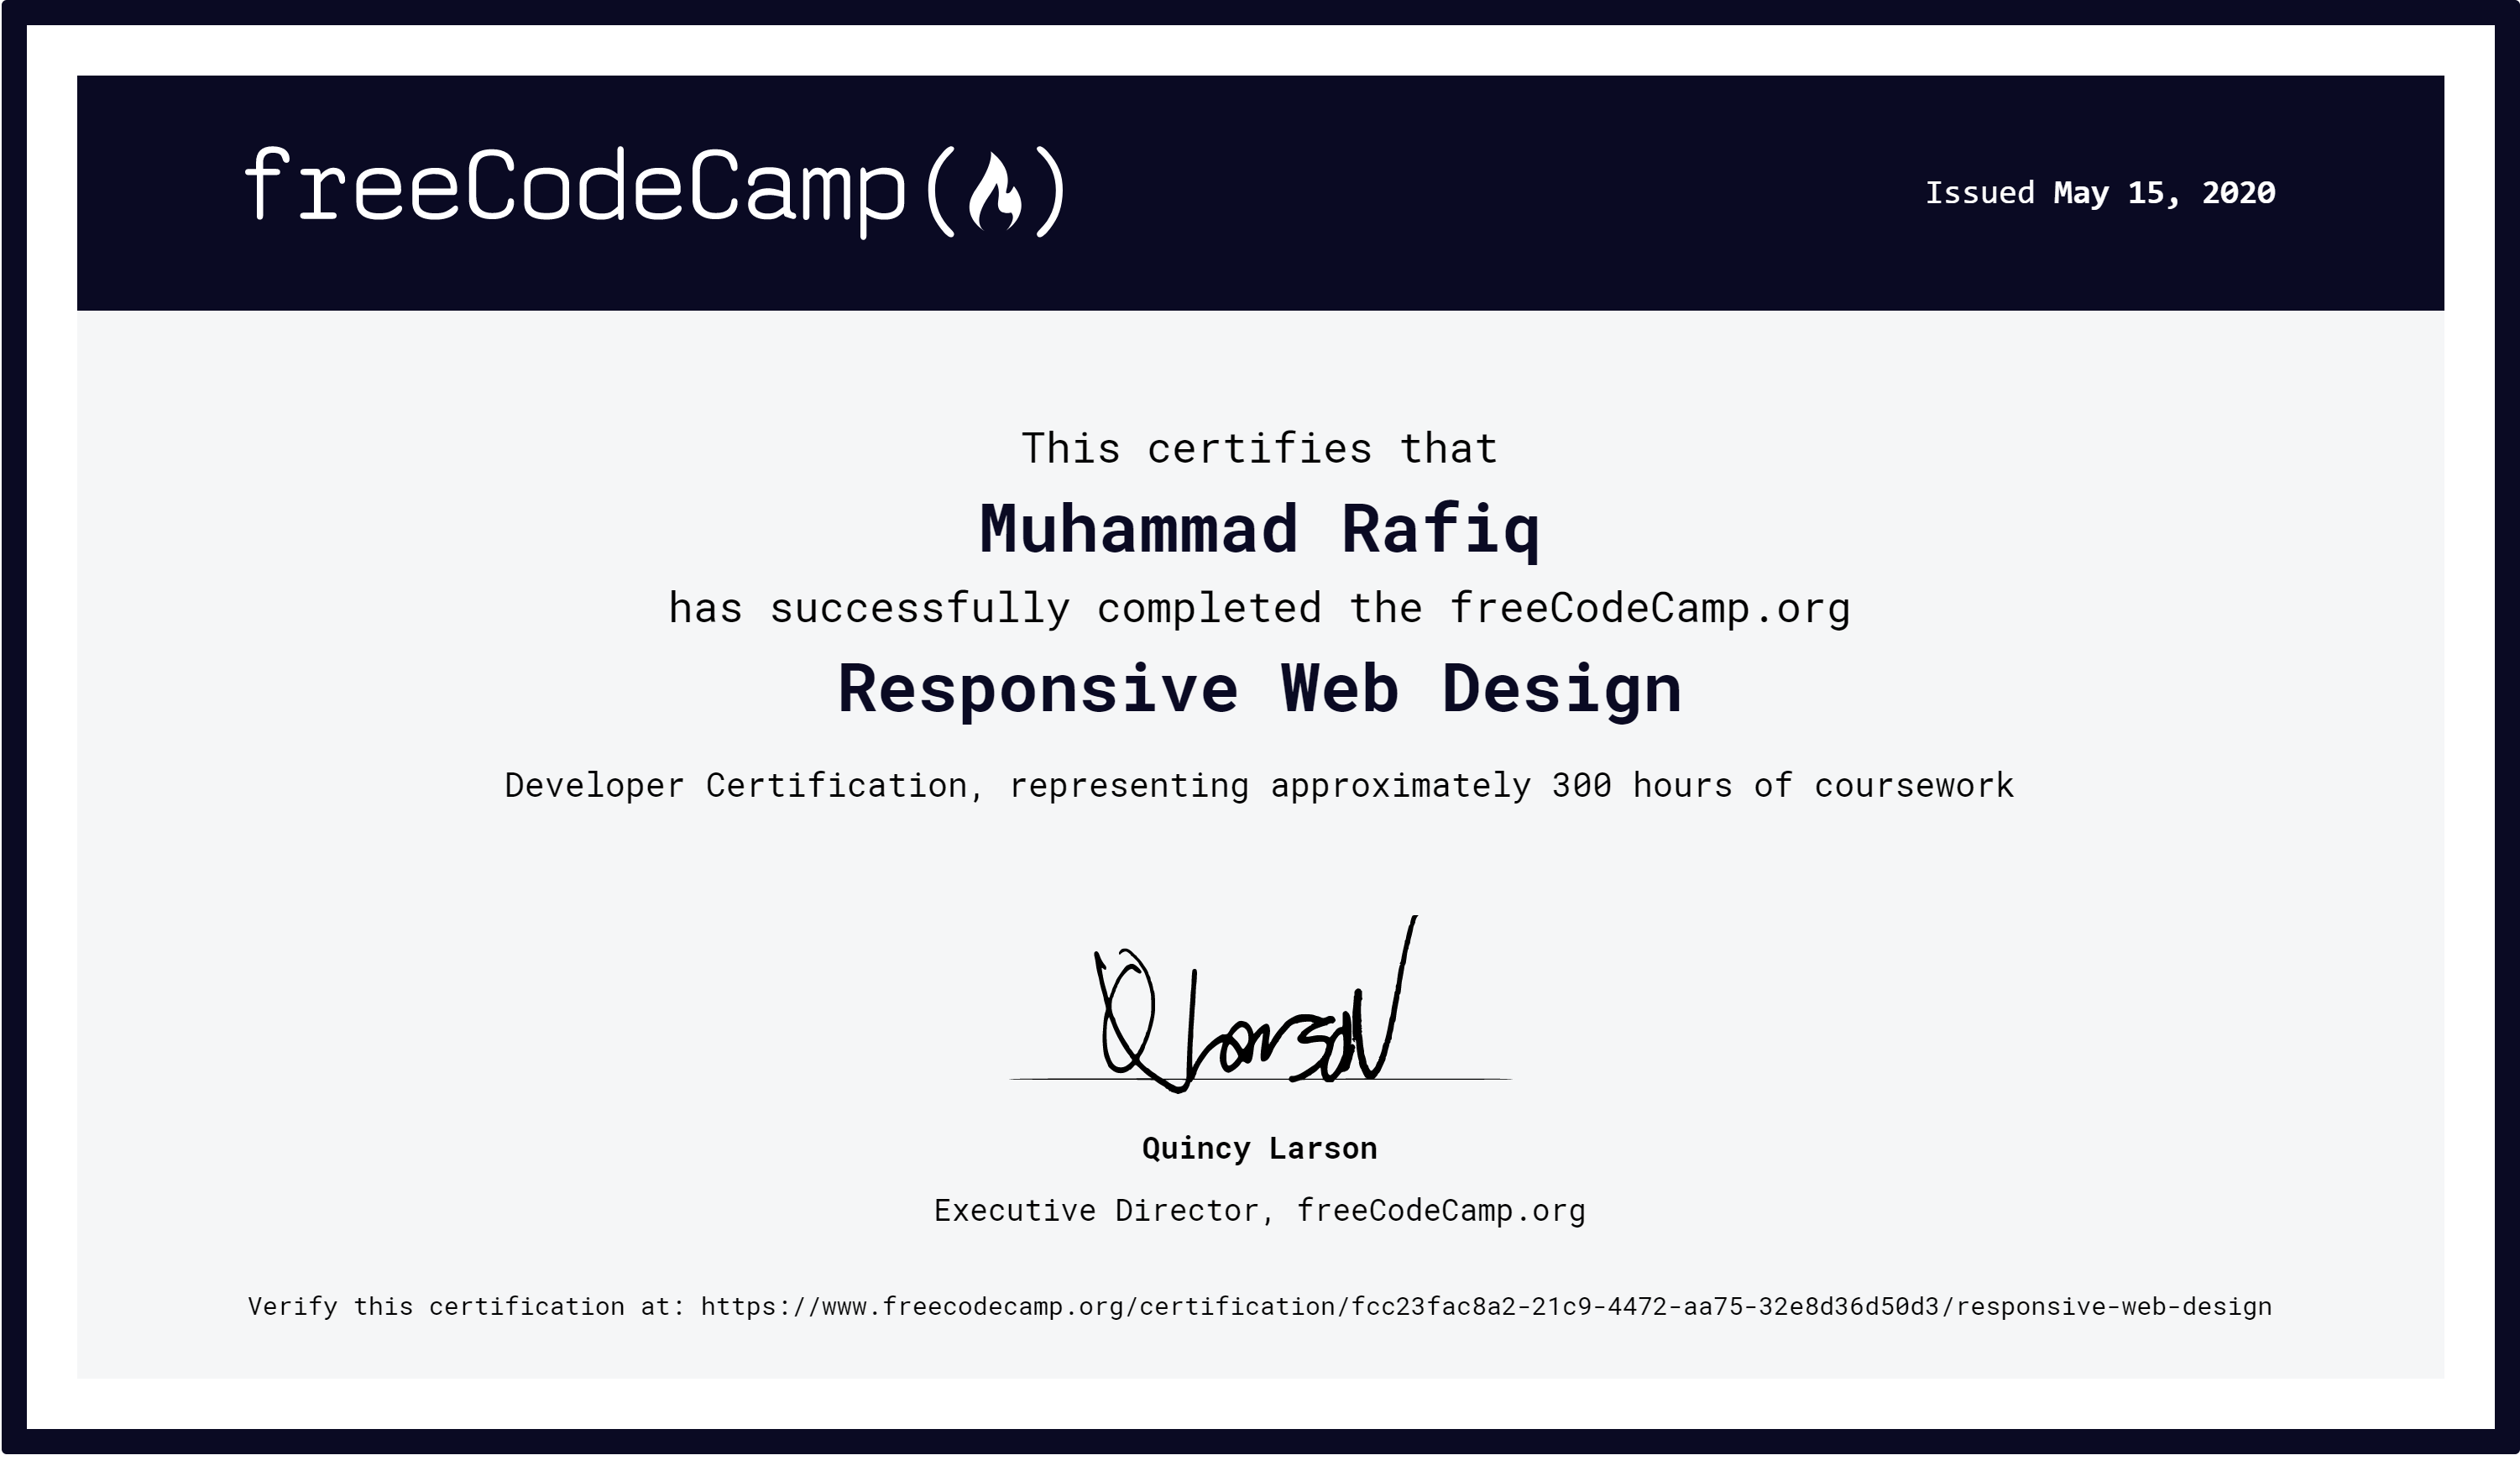 freeCodeCamp(🔥)
Issued May 15, 2020
This certifies that
Muhammad Rafiq
has successfully completed the freeCodeCamp.org
Responsive Web Design
Developer Certification, representing approximately 300 hours of coursework
Q Larson
Quincy Larson
Executive Director, freeCodeCamp.org
Verify this certification at: https://www.freecodecamp.org/certification/fcc23fac8a2-21c9-4472-aa75-32e8d36d50d3/responsive-web-design